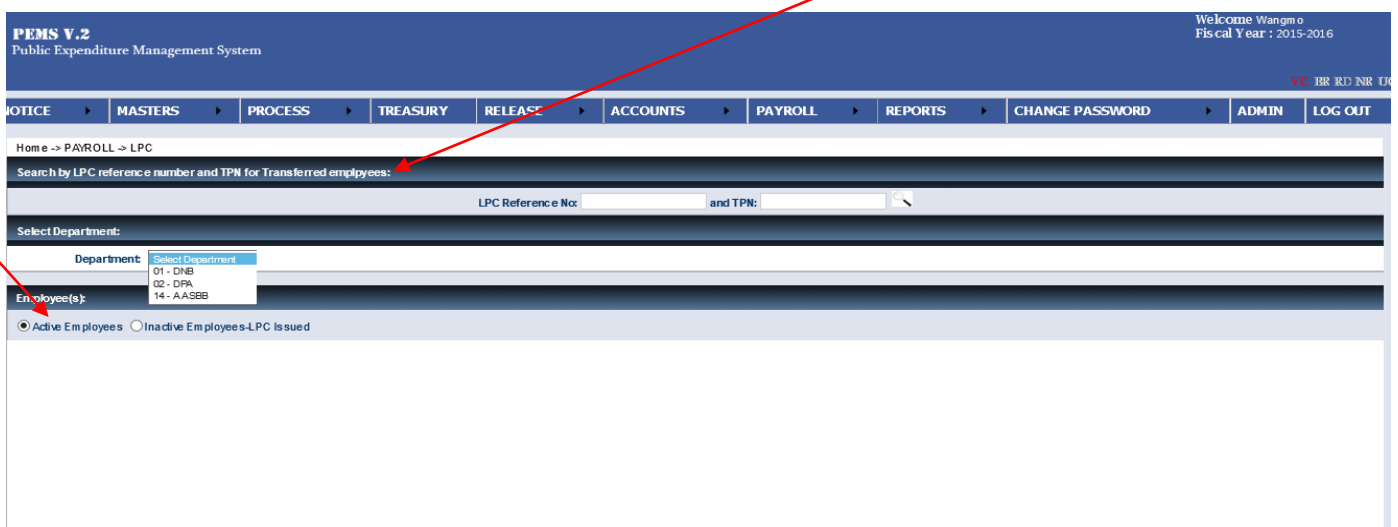 Welcome Wangmo
PEMS V.2
Fiscal Year : 2015-2016
Public Expenditure Management System
VC BR RD NR UC
NOTICE MASTERS PROCESS TREASURY RELEASE ACCOUNTS PAYROLL REPORTS CHANGE PASSWORD ADMIN LOG OUT
Home -> PAYROLL -> LPC
Search by LPC reference number and TPN for Transferred emplpyees:
LPC Reference No: and TPN:
Select Department:
Department: Select Department
01 - DNB
02 - DPA
14 - AASBB
Employee(s):
Active Employees Inactive Employees-LPC Issued